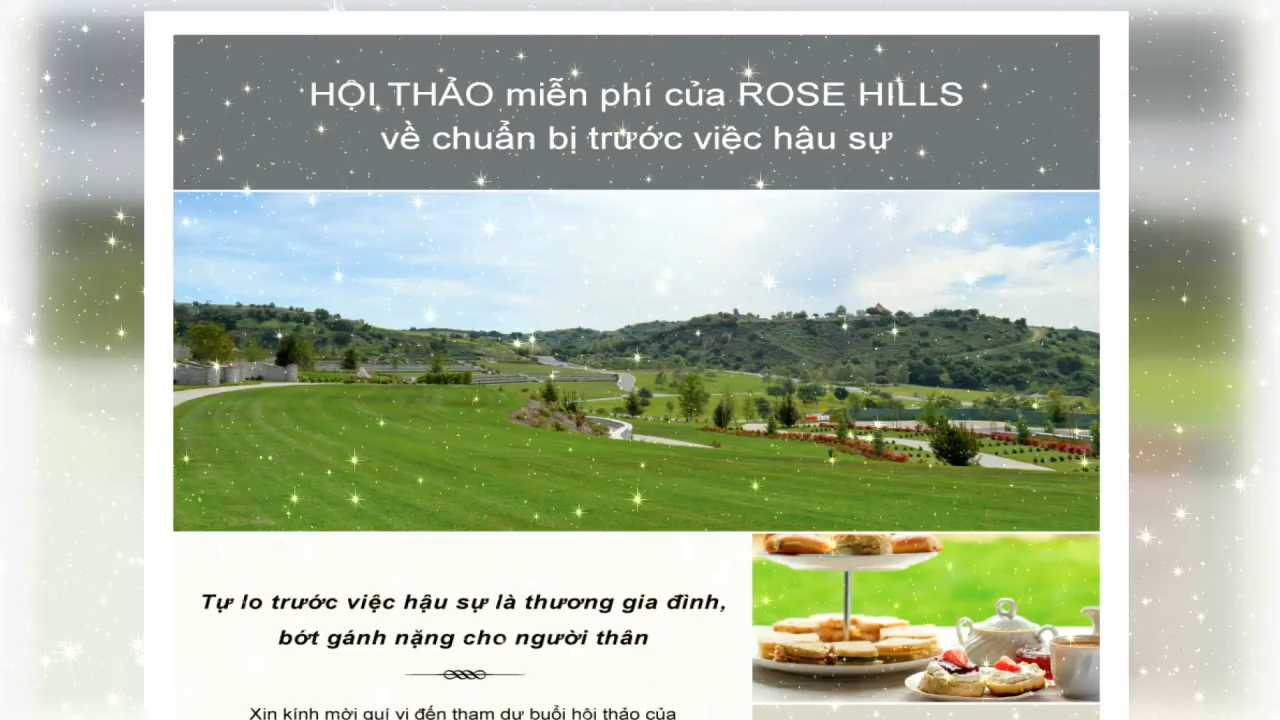 HỘI THẢO miễn phí của ROSE HILLS
về chuẩn bị trước việc hậu sự
Tự lo trước việc hậu sự là thương gia đình,
bớt gánh nặng cho người thân
Xin kính mời quí vị đến tham dự buổi hội thảo của